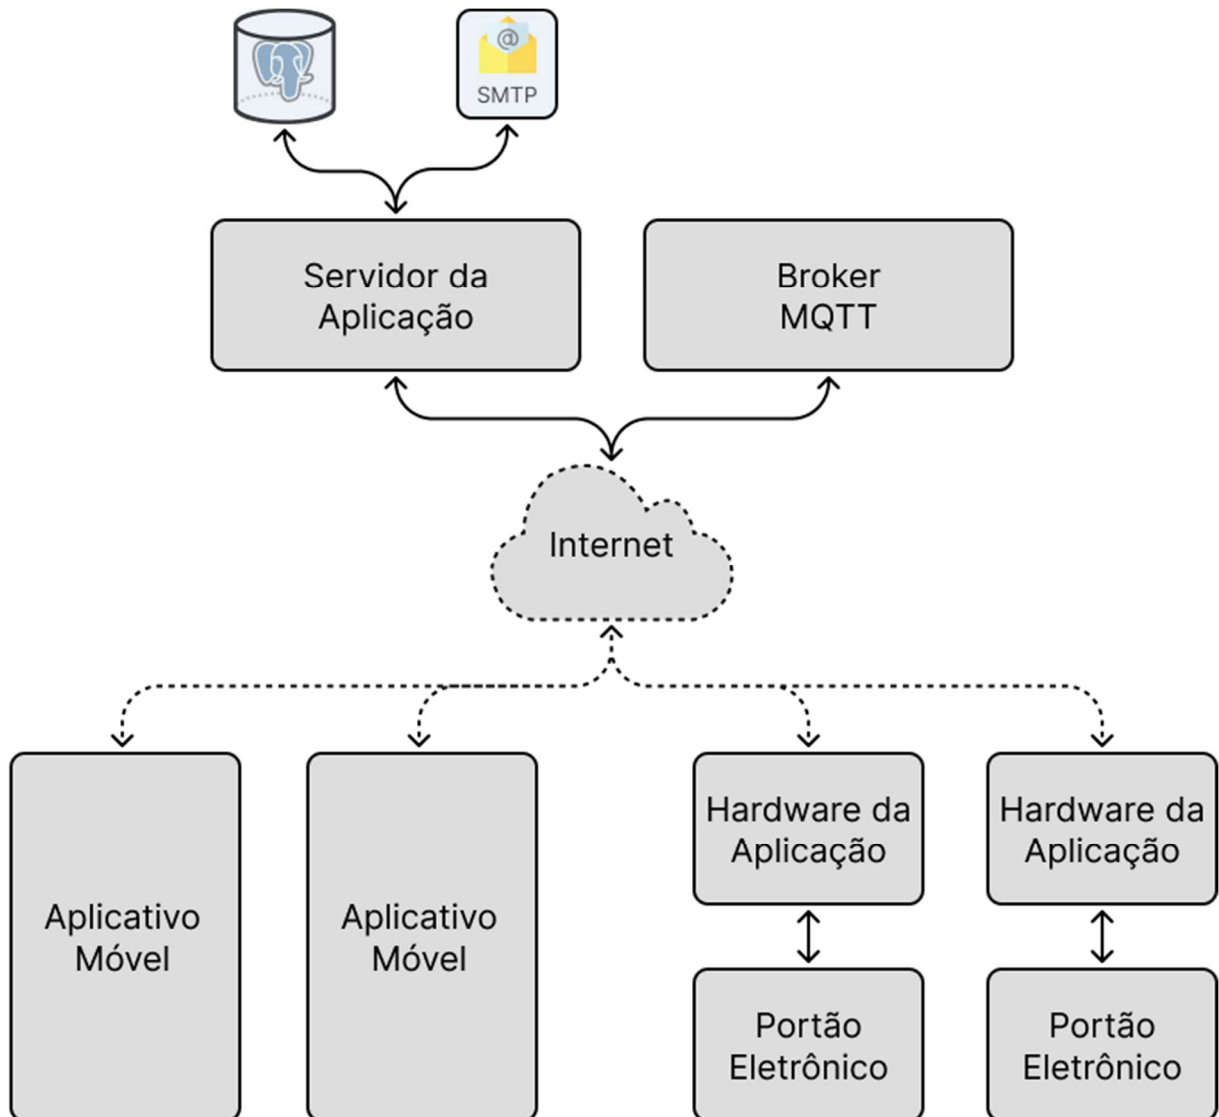 @
SMTP
Servidor da
Aplicação
Broker
MQTT
Internet
Aplicativo
Móvel
Aplicativo
Móvel
Hardware da
Aplicação
Hardware da
Aplicação
Portão
Eletrônico
Portão
Eletrônico